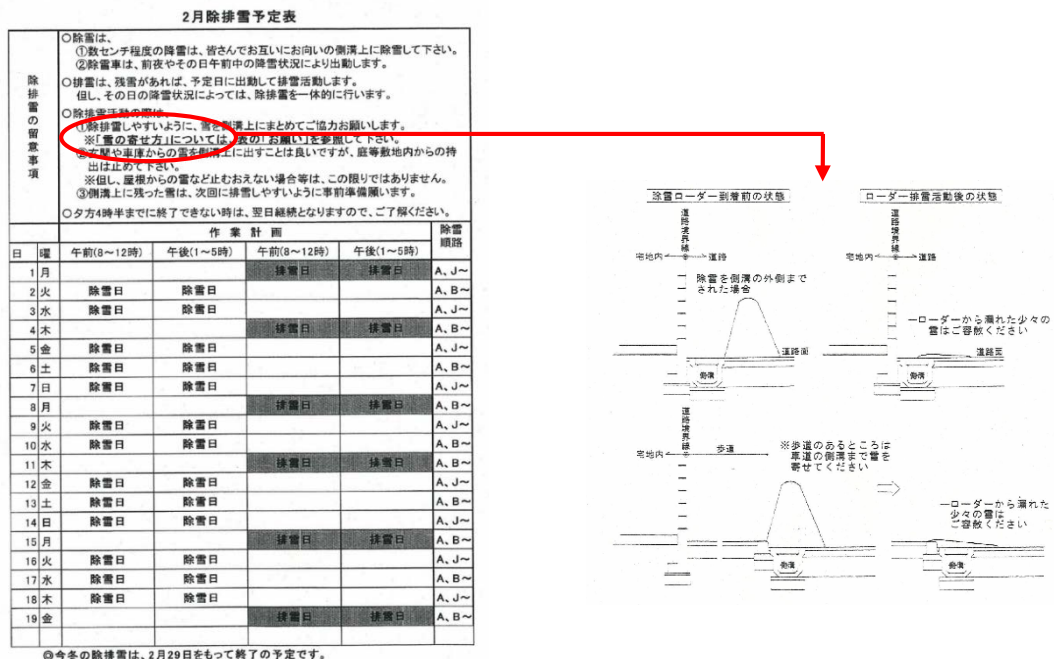 2月除排雪予定表
除排雪の留意事項
○除雪は、
①数センチ程度の降雪は、皆さんでお互いにお向いの側溝上に除雪して下さい。
②除雪車は、前夜やその日午前中の降雪状況により出動します。
○排雪は、残雪があれば、予定日に出動して排雪活動します。
但し、その日の降雪状況によっては、除排雪を一体的に行います。
○除排雪活動の際は、
①除排雪しやすいように、雪を側溝上にまとめてご協力お願いします。
※「雪の寄せ方」については、表の「お願い」を参照して下さい。
②玄関や車庫からの雪を側溝上に出すことは良いですが、庭等敷地内からの持
出は止めて下さい。
※但し、屋根からの雪など止むおえない場合等は、この限りではありません。
③側溝上に残った雪は、次回に排雪しやすいように事前準備願います。
○夕方4時半までに終了できない時は、翌日継続となりますので、ご了解ください。
作 業 計 画 除雪順路
日 曜 午前(8～12時) 午後(1～5時) 午前(8～12時) 午後(1～5時)
1 月 排雪日 排雪日 A、J～
2 火 除雪日 除雪日 A、B～
3 水 除雪日 除雪日 A、J～
4 木 排雪日 排雪日 A、B～
5 金 除雪日 除雪日 A、J～
6 土 除雪日 除雪日 A、B～
7 日 除雪日 除雪日 A、J～
8 月 排雪日 排雪日 A、B～
9 火 除雪日 除雪日 A、J～
10 水 除雪日 除雪日 A、B～
11 木 排雪日 排雪日 A、B～
12 金 除雪日 除雪日 A、J～
13 土 除雪日 除雪日 A、B～
14 日 除雪日 除雪日 A、J～
15 月 排雪日 排雪日 A、B～
16 火 除雪日 除雪日 A、J～
17 水 除雪日 除雪日 A、B～
18 木 除雪日 除雪日 A、J～
19 金 排雪日 排雪日 A、B～
◎今冬の除排雪は、2月29日をもって終了の予定です。
除雪ローダー到着前の状態
道路境界線
宅地内 道路
除雪を側溝の外側まで
された場合
道路面
側溝
ローダー排雪活動後の状態
道路境界線
宅地内 道路
ローダーから漏れた少々の
雪はご容赦ください
道路面
側溝
道路境界線
宅地内 歩道
※歩道のあるところは
車道の側溝まで雪を
寄せてください
側溝
ローダーから漏れた
少々の雪は
ご容赦ください
側溝